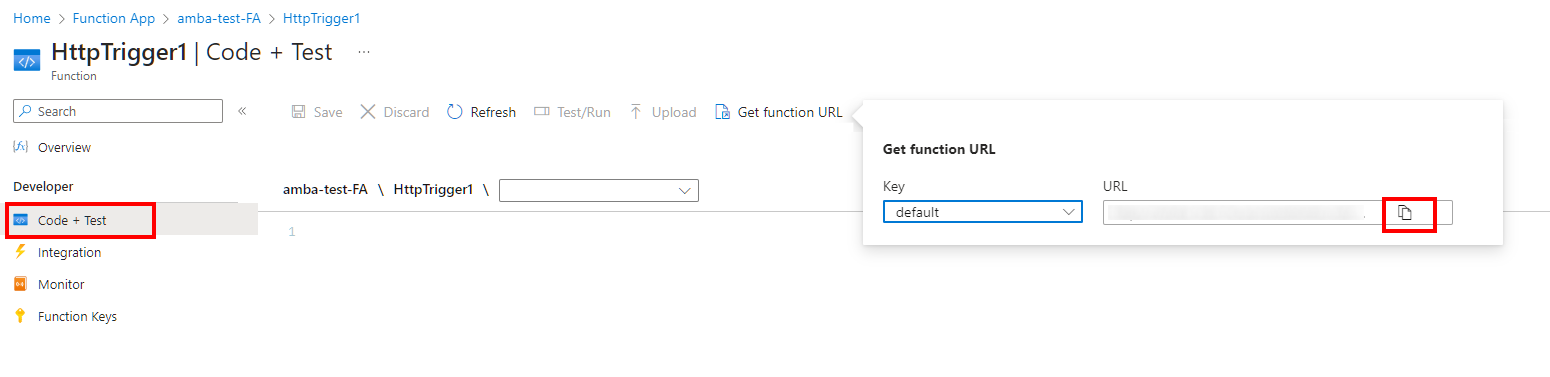 Home > Function App > amba-test-FA > HttpTrigger1
HttpTrigger1 | Code + Test ...
Function
Search «
Save Discard Refresh Test/Run Upload Get function URL
Overview
Developer
Code + Test
Integration
Monitor
Function Keys
amba-test-FA \ HttpTrigger1 \
1
Get function URL
Key URL
default